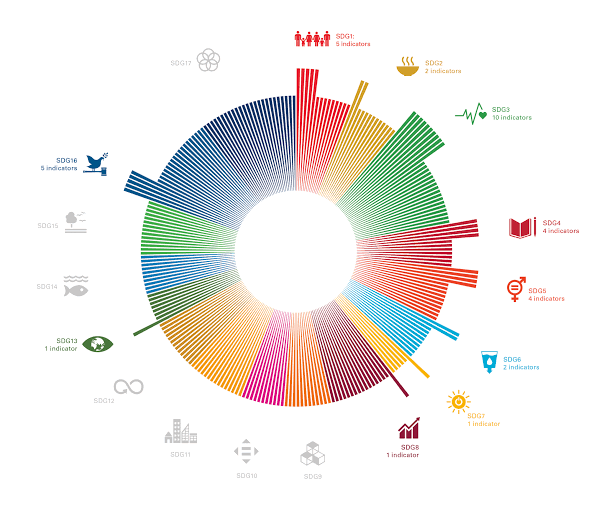 SDG1:
5 indicators
SDG2
2 indicators
SDG3
10 indicators
SDG4
4 indicators
SDG5
4 indicators
SDG6
2 indicators
SDG7
1 indicator
SDG8
1 indicator
SDG9
SDG10
SDG11
SDG12
SDG13
1 indicator
SDG14
SDG15
SDG16
5 indicators
SDG17